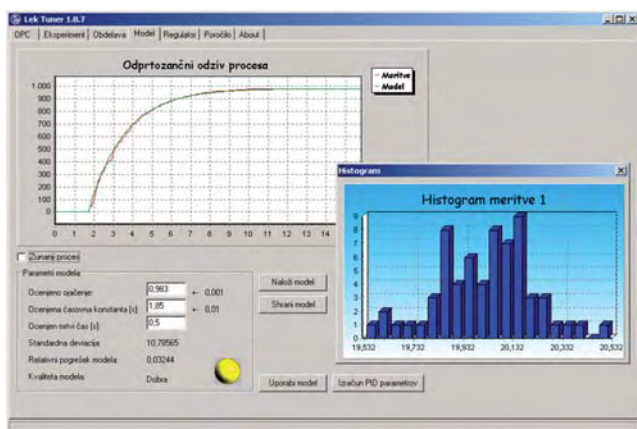 Lek Tuner 1.0.7
OPC Eksperiment Obdelava Model Regulator Poročilo About
Odprtozančni odziv procesa
Meritve
Model
1.000
900
800
700
600
500
400
300
200
100
0
0 1 2 3 4 5 6 7 8 9 10 11 12 13 14
Histogram
Histogram meritve 1
9
8
7
6
5
4
3
2
1
0
19,532 19,732 19,932 20,132 20,332 20,532
Zunanji proces
Parametri modela
Ocenjeno ojačenje: 0,983 +- 0,001
Ocenjena časovna konstanta [s]: 1,85 +- 0,01
Ocenjen mrtvi čas [s]: 0,5
Standardna deviacija: 10,78565
Relativni pogrešek modela: 0,03244
Kvaliteta modela: Dobra
Naloži model
Shrani model
Uporabi model
Izračun PID parametrov